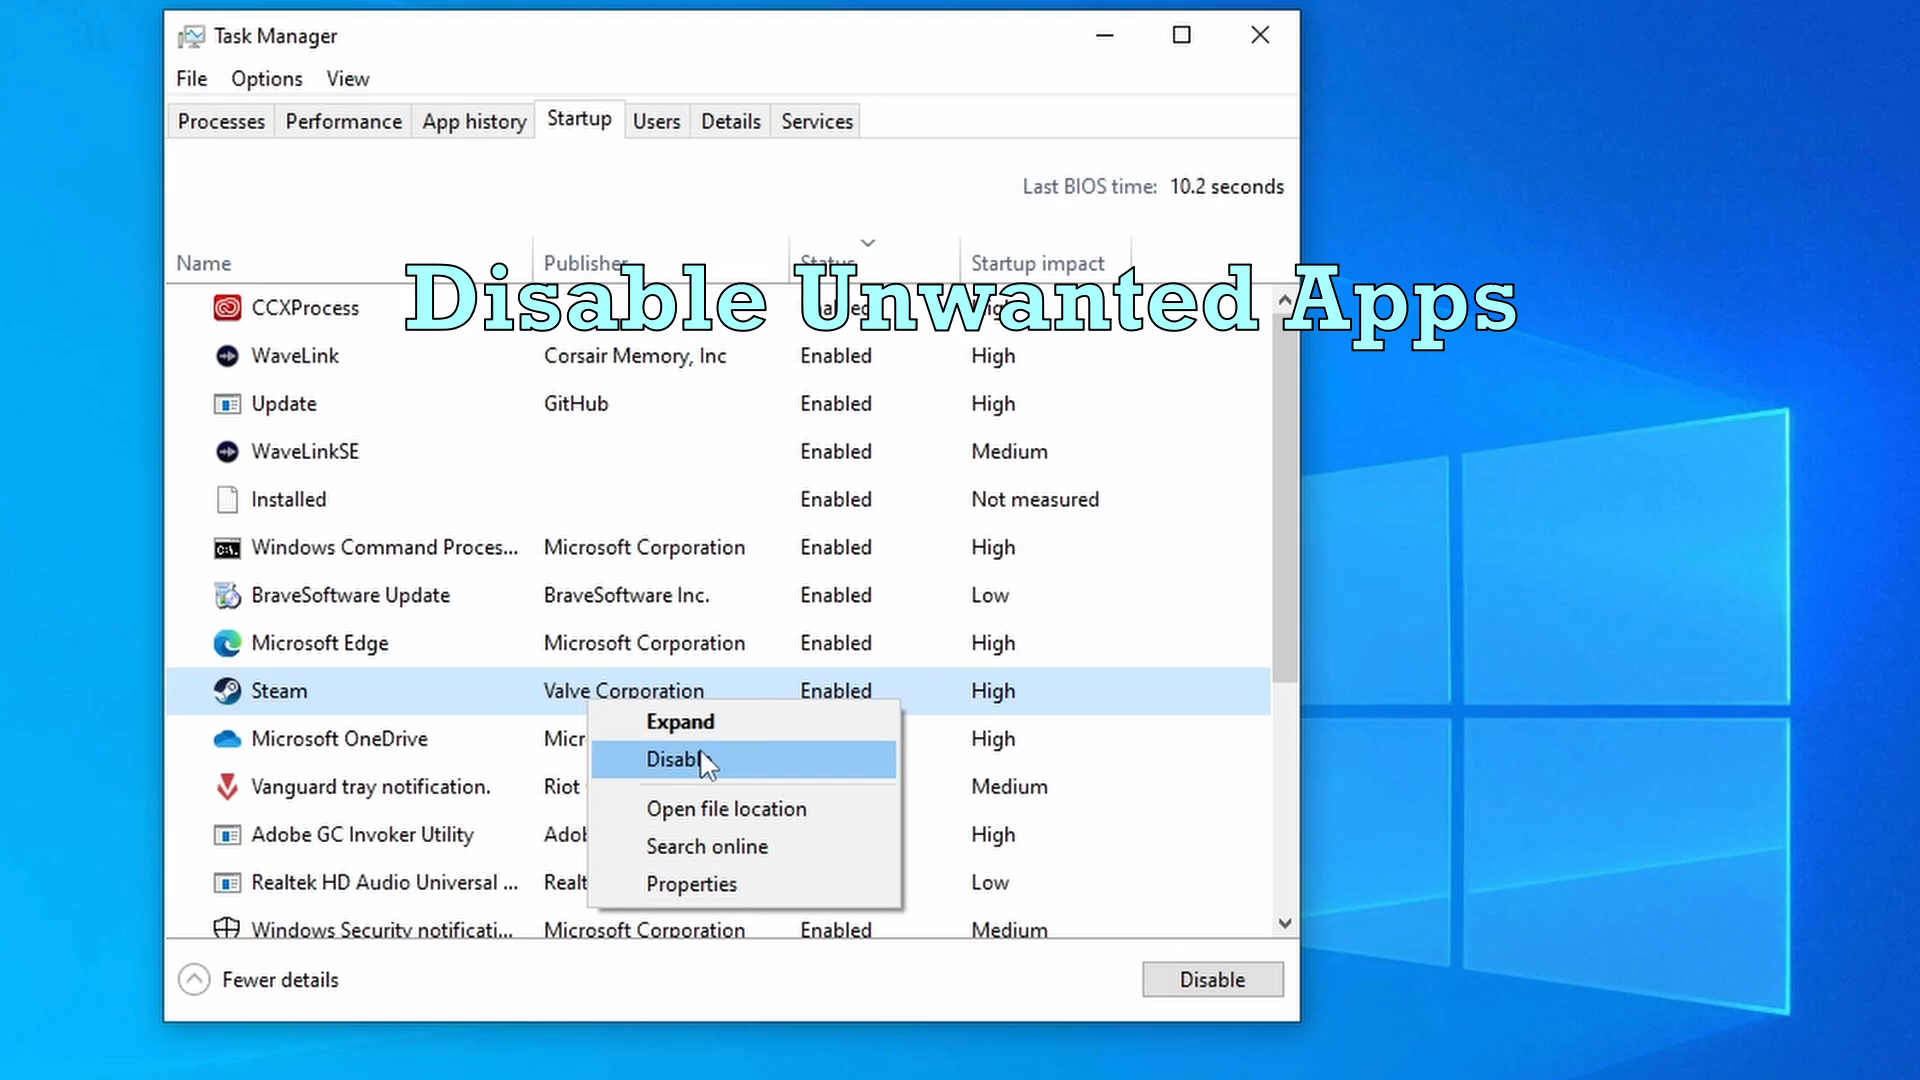 Task Manager
File Options View
Processes Performance App history Startup Users Details Services
Last BIOS time: 10.2 seconds
Name Publisher Status Startup impact
Disable Unwanted Apps
CCXProcess
WaveLink Corsair Memory, Inc Enabled High
Update GitHub Enabled High
WaveLinkSE Enabled Medium
Installed Enabled Not measured
Windows Command Proces... Microsoft Corporation Enabled High
BraveSoftware Update BraveSoftware Inc. Enabled Low
Microsoft Edge Microsoft Corporation Enabled High
Steam Valve Corporation Enabled High
Expand
Microsoft OneDrive High
Disable
Vanguard tray notification. Riot Medium
Open file location
Adobe GC Invoker Utility High
Search online
Realtek HD Audio Universal ... Low
Properties
Windows Security notificati... Microsoft Corporation Enabled Medium
Fewer details Disable